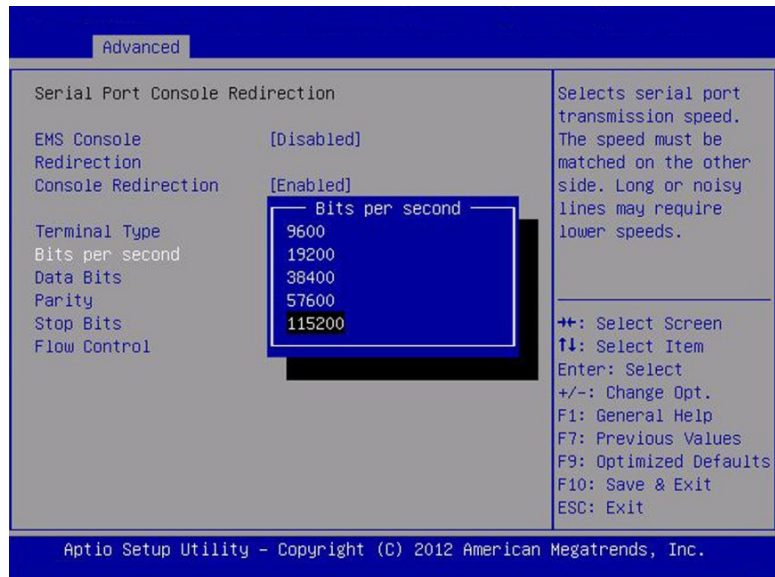 Advanced
Serial Port Console Redirection
EMS Console [Disabled]
Redirection
Console Redirection [Enabled]
Terminal Type
Bits per second
Data Bits
Parity
Stop Bits
Flow Control
Bits per second
9600
19200
38400
57600
115200
Selects serial port
transmission speed.
The speed must be
matched on the other
side. Long or noisy
lines may require
lower speeds.
→←: Select Screen
↑↓: Select Item
Enter: Select
+/-: Change Opt.
F1: General Help
F7: Previous Values
F9: Optimized Defaults
F10: Save & Exit
ESC: Exit
Aptio Setup Utility – Copyright (C) 2012 American Megatrends, Inc.